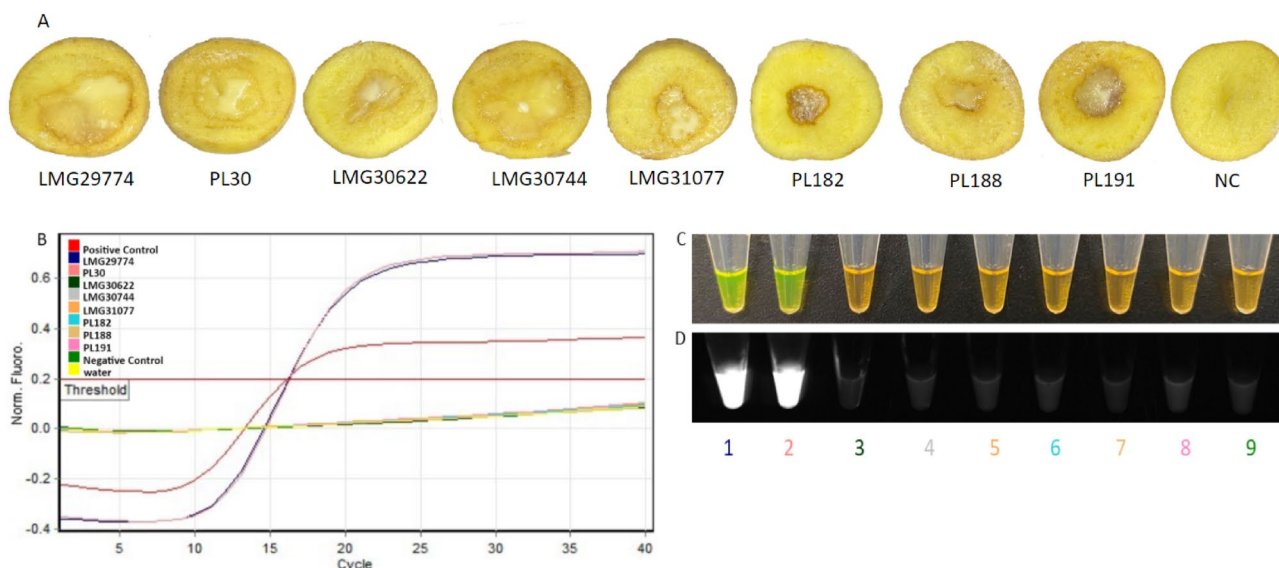 A
LMG29774 PL30 LMG30622 LMG30744 LMG31077 PL182 PL188 PL191 NC
B
Positive Control
LMG29774
PL30
LMG30622
LMG30744
LMG31077
PL182
PL188
PL191
Negative Control
water
Threshold
Norm. Fluoro.
0.6
0.4
0.2
0.0
-0.2
-0.4
5 10 15 20 25 30 35 40
Cycle
C
D
1 2 3 4 5 6 7 8 9